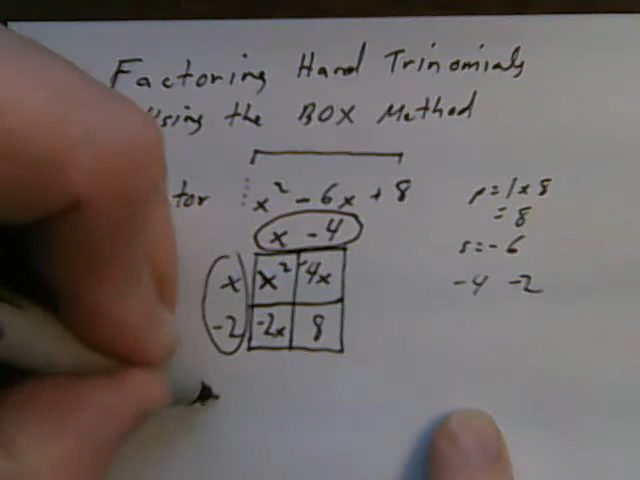 Factoring Hard Trinomials
Using the BOX Method
tor x² - 6x + 8
x - 4
x x² -4x
-2 -2x 8
p = 1 x 8
= 8
s = -6
-4 -2